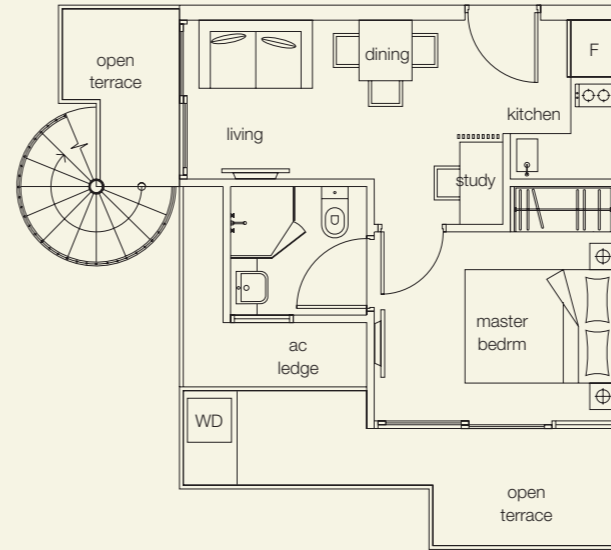 open
terrace
dining
F
living
kitchen
study
master
bedrm
ac
ledge
WD
open
terrace